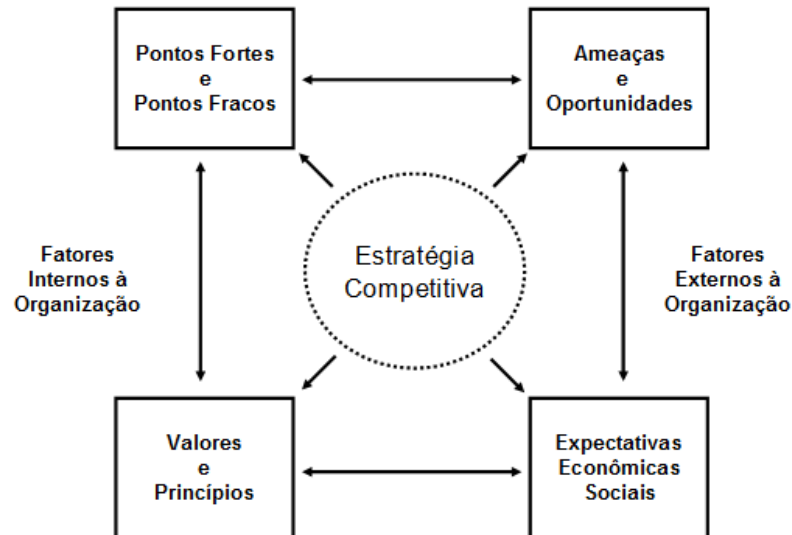 Pontos Fortes
e
Pontos Fracos
Ameaças
e
Oportunidades
Estratégia
Competitiva
Fatores
Internos à
Organização
Fatores
Externos à
Organização
Valores
e
Princípios
Expectativas
Econômicas
Sociais